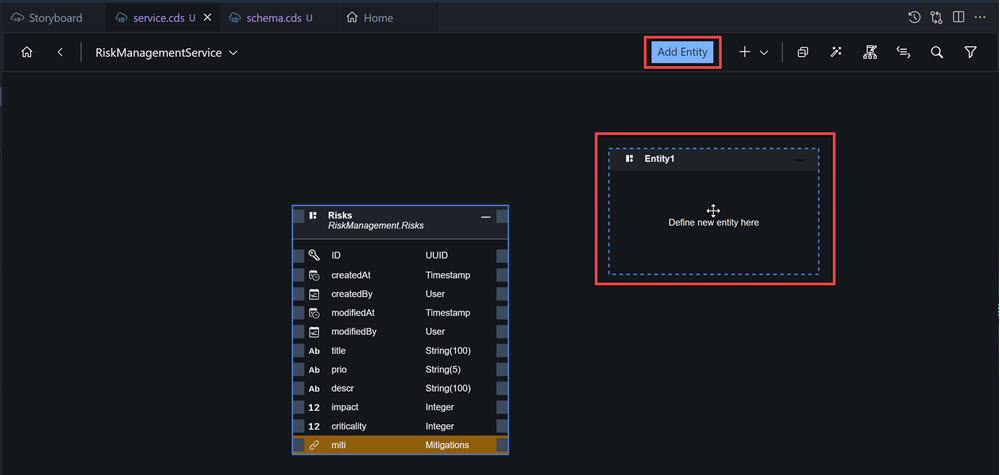 Storyboard service.cds U schema.cds U Home
RiskManagementService Add Entity
Entity1
Define new entity here
Risks
RiskManagement.Risks
ID UUID
createdAt Timestamp
createdBy User
modifiedAt Timestamp
modifiedBy User
Ab title String(100)
Ab prio String(5)
Ab descr String(100)
12 impact Integer
12 criticality Integer
miti Mitigations